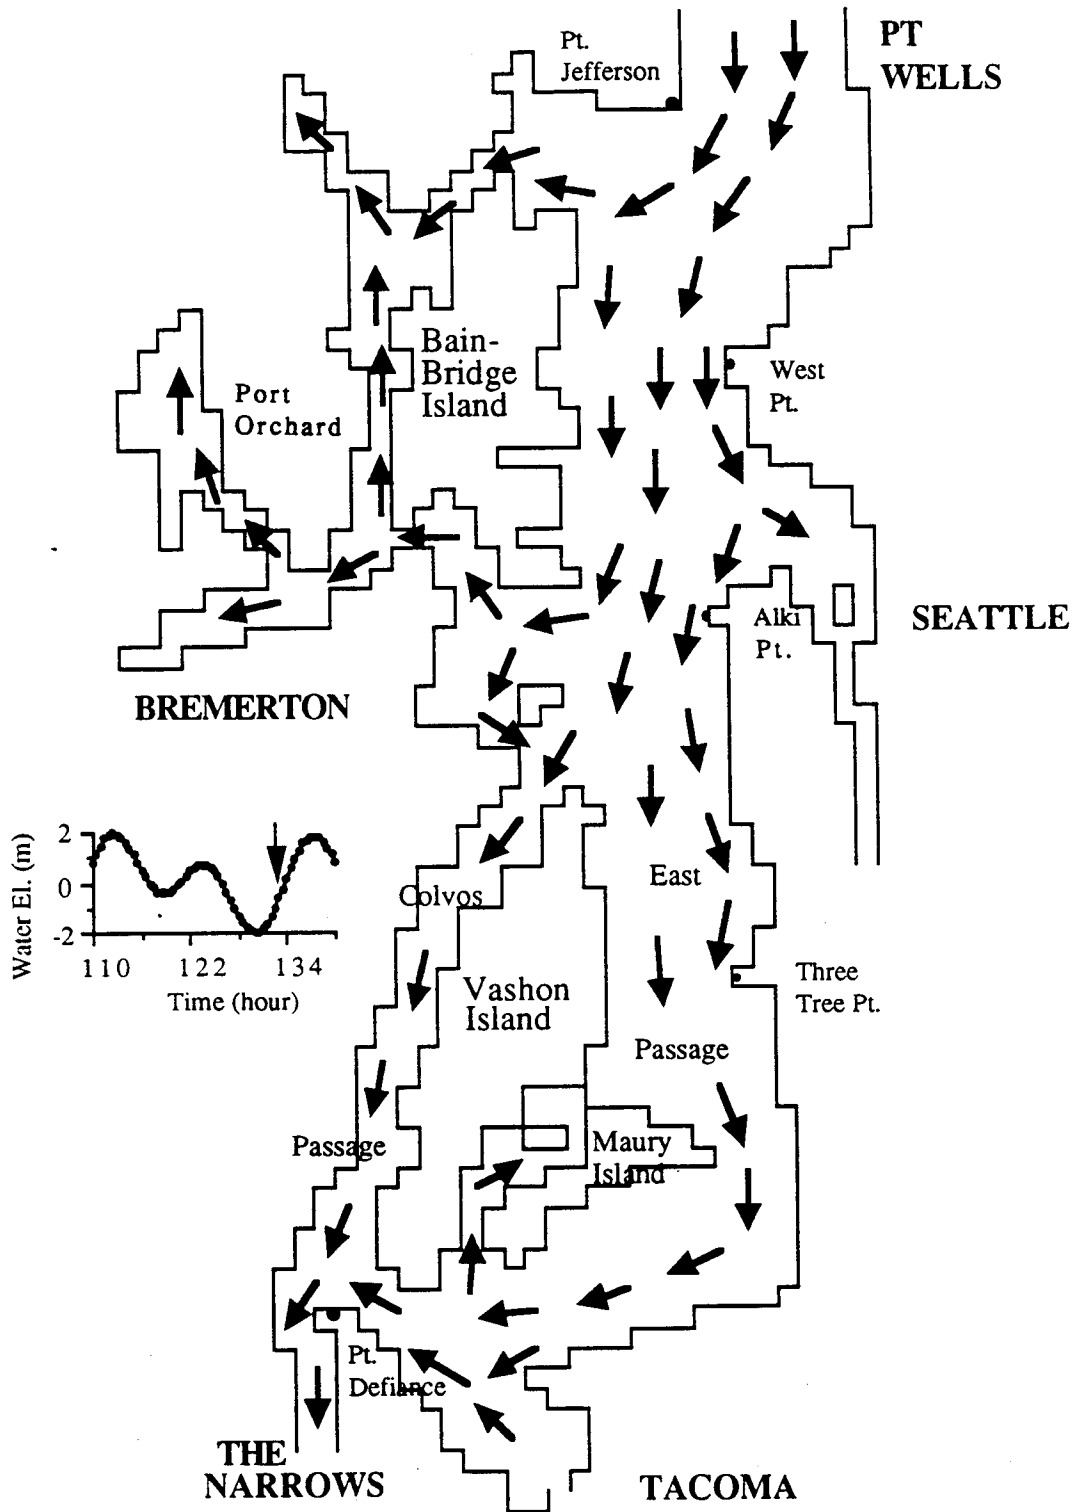 Pt.
Jefferson
PT
WELLS
Bain-
Bridge
Island
Port
Orchard
West
Pt.
Alki
Pt.
SEATTLE
BREMERTON
Water El. (m)
2
0
-2
110
122
134
Time (hour)
Colvos
East
Vashon
Island
Three
Tree Pt.
Passage
Passage
Maury
Island
Pt.
Defiance
THE
NARROWS
TACOMA